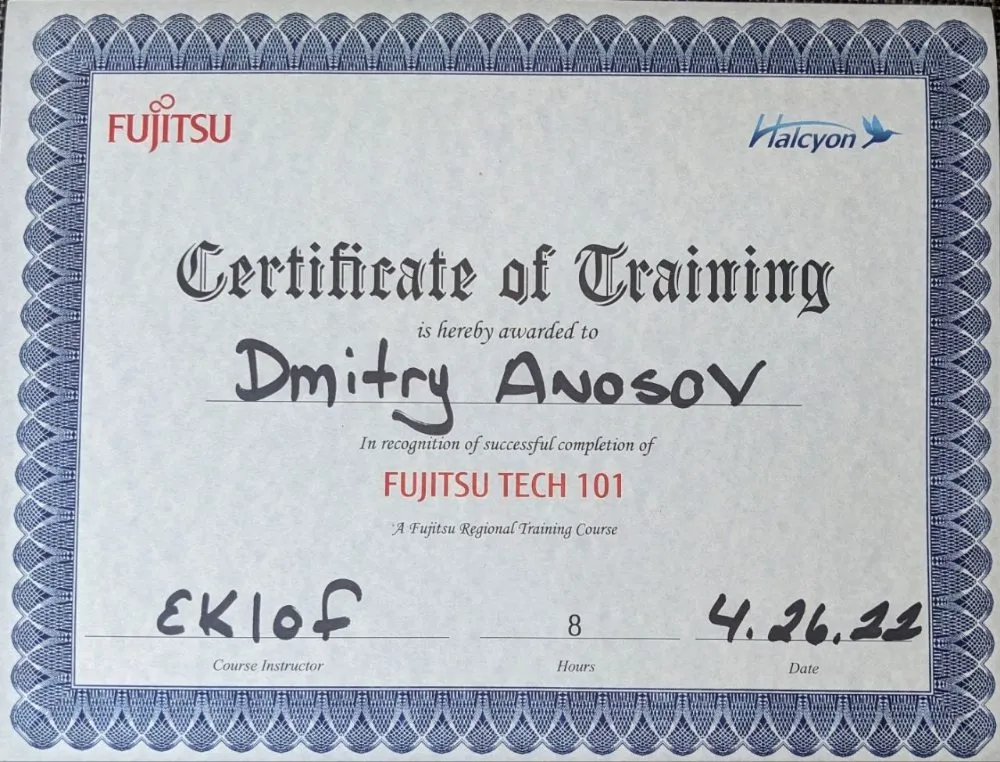 FUJITSU
Halcyon
Certificate of Training
is hereby awarded to
Dmitry Anosov
In recognition of successful completion of
FUJITSU TECH 101
A Fujitsu Regional Training Course
EKlof 8 4.26.22
Course Instructor Hours Date